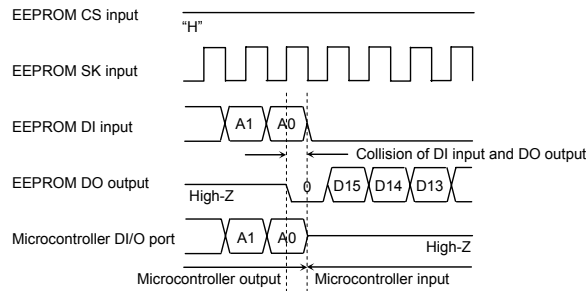 EEPROM CS input
“H”
EEPROM SK input
EEPROM DI input
A1 A0
Collision of DI input and DO output
EEPROM DO output
High-Z
0 D15 D14 D13
Microcontroller DI/O port
A1 A0
High-Z
Microcontroller output Microcontroller input